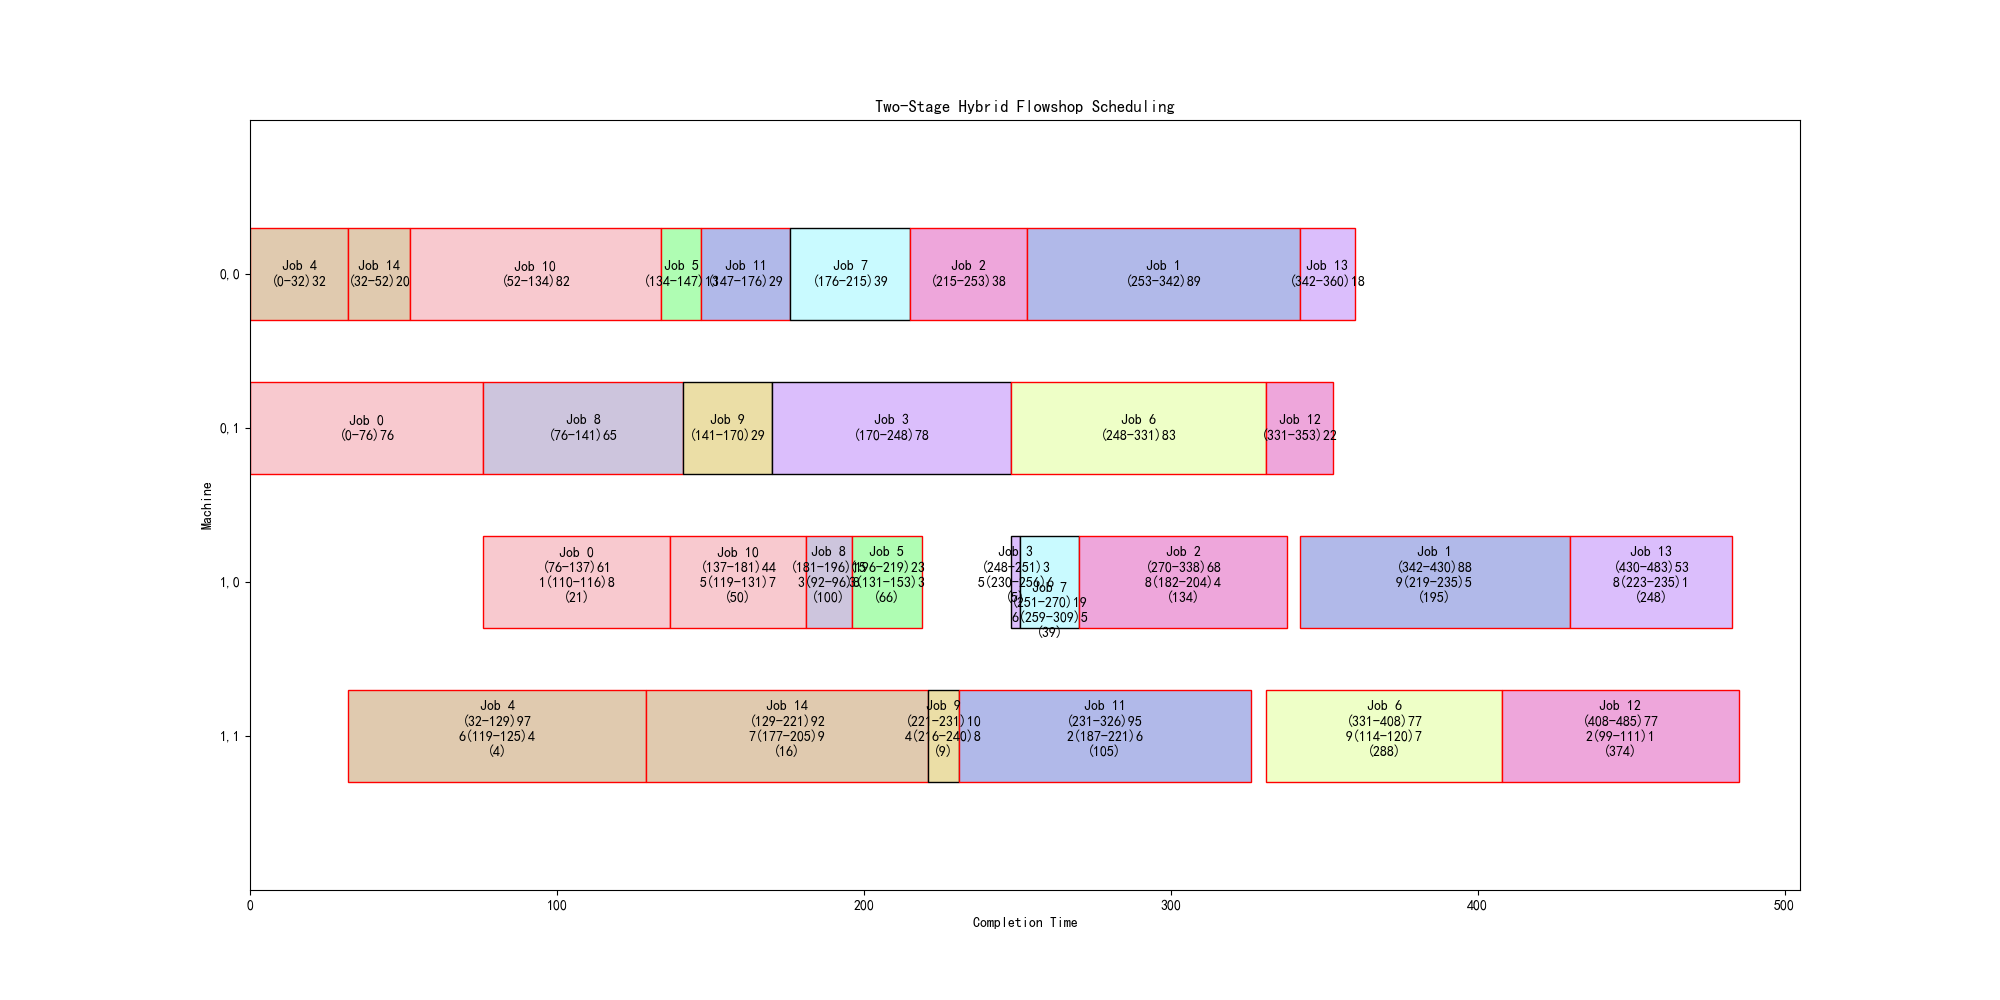 Two-Stage Hybrid Flowshop Scheduling
Machine
0,0
Job 4
(0-32)32
Job 14
(32-52)20
Job 10
(52-134)82
Job 5
(134-147)13
Job 11
(147-176)29
Job 7
(176-215)39
Job 2
(215-253)38
Job 1
(253-342)89
Job 13
(342-360)18
0,1
Job 0
(0-76)76
Job 8
(76-141)65
Job 9
(141-170)29
Job 3
(170-248)78
Job 6
(248-331)83
Job 12
(331-353)22
1,0
Job 0
(76-137)61
1(110-116)8
(21)
Job 10
(137-181)44
5(119-131)7
(50)
Job 8
(181-196)15
3(92-96)
(100)
Job 5
(196-219)23
(131-153)3
(66)
Job 3
(248-251)3
5(230-256)6
(5)
Job 7
(251-270)19
6(259-309)5
(39)
Job 2
(270-338)68
8(182-204)4
(134)
Job 1
(342-430)88
9(219-235)5
(195)
Job 13
(430-483)53
8(223-235)1
(248)
1,1
Job 4
(32-129)97
6(119-125)4
(4)
Job 14
(129-221)92
7(177-205)9
(16)
Job 9
(221-231)10
4(216-240)8
(9)
Job 11
(231-326)95
2(187-221)6
(105)
Job 6
(331-408)77
9(114-120)7
(288)
Job 12
(408-485)77
2(99-111)1
(374)
0
100
200
300
400
500
Completion Time